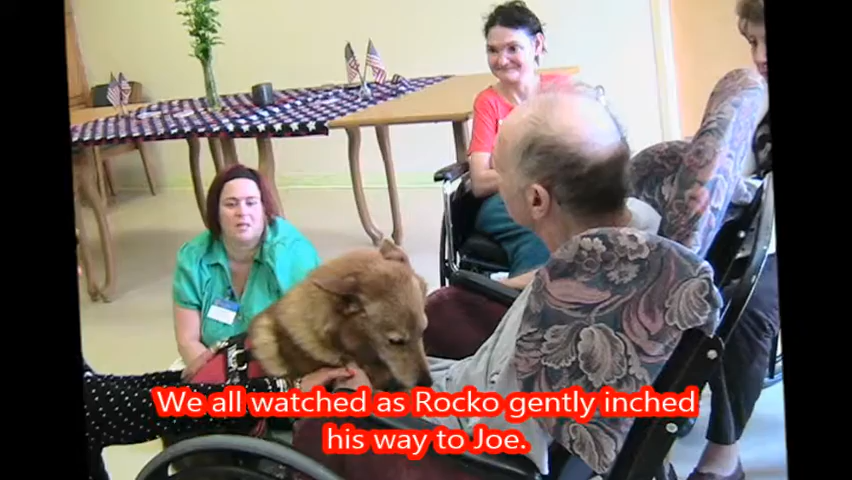 We all watched as Rocko gently inched
his way to Joe.